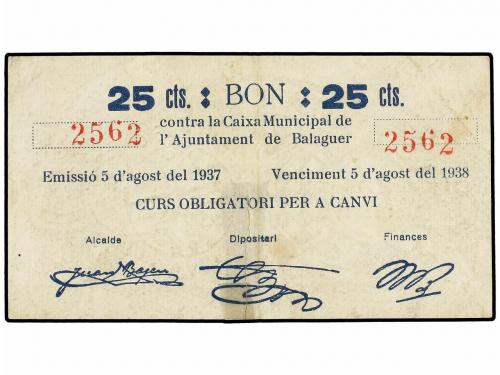 25 cts. : BON : 25 cts.
contra la Caixa Municipal de
l'Ajuntament de Balaguer
2562 2562
Emissió 5 d'agost del 1937 Venciment 5 d'agost del 1938
CURS OBLIGATORI PER A CANVI
Alcalde Dipositari Finances